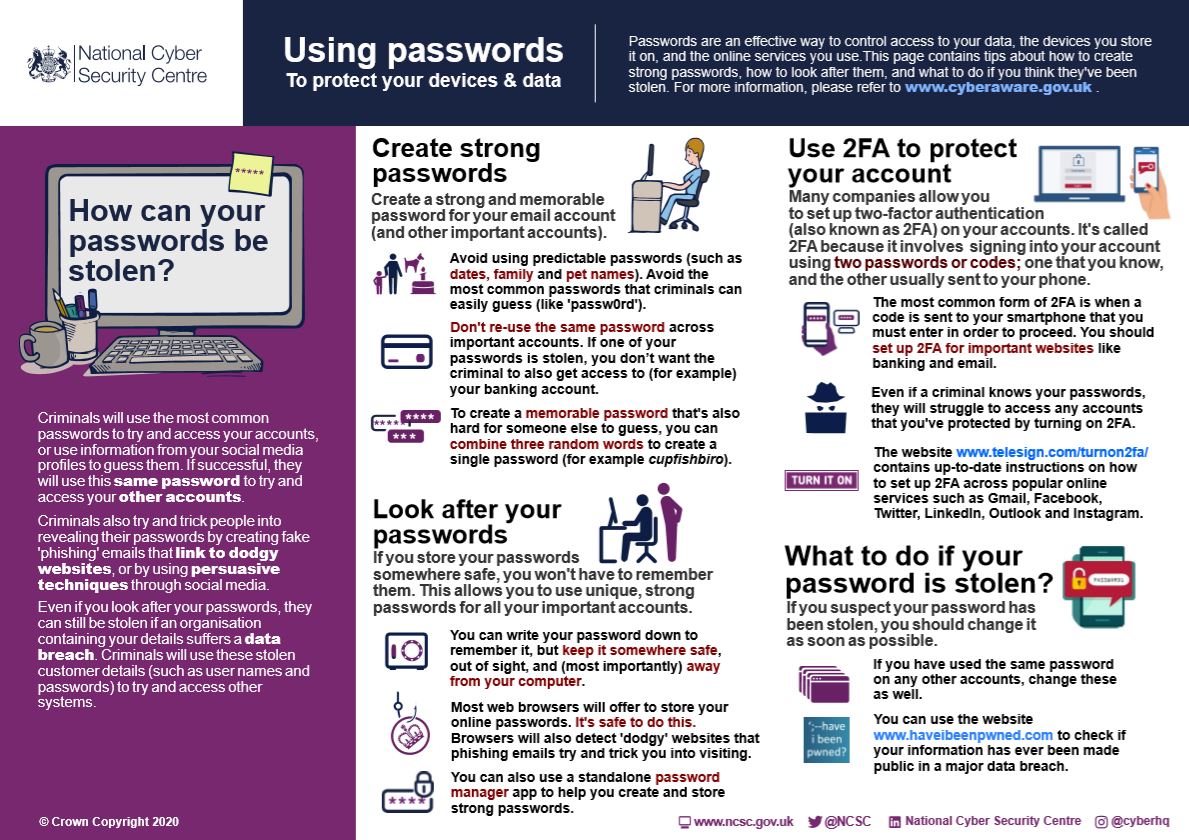 National Cyber
Security Centre
Using passwords
To protect your devices & data
Passwords are an effective way to control access to your data, the devices you store
it on, and the online services you use.This page contains tips about how to create
strong passwords, how to look after them, and what to do if you think they've been
stolen. For more information, please refer to www.cyberaware.gov.uk .
*****
How can your
passwords be
stolen?
Criminals will use the most common
passwords to try and access your accounts,
or use information from your social media
profiles to guess them. If successful, they
will use this same password to try and
access your other accounts.
Criminals also try and trick people into
revealing their passwords by creating fake
'phishing' emails that link to dodgy
websites, or by using persuasive
techniques through social media.
Even if you look after your passwords, they
can still be stolen if an organisation
containing your details suffers a data
breach. Criminals will use these stolen
customer details (such as user names and
passwords) to try and access other
systems.
© Crown Copyright 2020
Create strong
passwords
Create a strong and memorable
password for your email account
(and other important accounts).
Avoid using predictable passwords (such as
dates, family and pet names). Avoid the
most common passwords that criminals can
easily guess (like 'passw0rd').
Don't re-use the same password across
important accounts. If one of your
passwords is stolen, you don't want the
criminal to also get access to (for example)
your banking account.
****
****
***
To create a memorable password that's also
hard for someone else to guess, you can
combine three random words to create a
single password (for example cupfishbiro).
Look after your
passwords
If you store your passwords
somewhere safe, you won't have to remember
them. This allows you to use unique, strong
passwords for all your important accounts.
You can write your password down to
remember it, but keep it somewhere safe,
out of sight, and (most importantly) away
from your computer.
Most web browsers will offer to store your
online passwords. It's safe to do this.
Browsers will also detect 'dodgy' websites that
phishing emails try and trick you into visiting.
****
You can also use a standalone password
manager app to help you create and store
strong passwords.
Use 2FA to protect
your account
Many companies allow you
to set up two-factor authentication
(also known as 2FA) on your accounts. It's called
2FA because it involves signing into your account
using two passwords or codes; one that you know,
and the other usually sent to your phone.
The most common form of 2FA is when a
code is sent to your smartphone that you
must enter in order to proceed. You should
set up 2FA for important websites like
banking and email.
Even if a criminal knows your passwords,
they will struggle to access any accounts
that you've protected by turning on 2FA.
TURN IT ON
The website www.telesign.com/turnon2fa/
contains up-to-date instructions on how
to set up 2FA across popular online
services such as Gmail, Facebook,
Twitter, LinkedIn, Outlook and Instagram.
What to do if your
password is stolen?
PASSWORD
If you suspect your password has
been stolen, you should change it
as soon as possible.
If you have used the same password
on any other accounts, change these
as well.
';--have
i been
pwned?
You can use the website
www.haveibeenpwned.com to check if
your information has ever been made
public in a major data breach.
www.ncsc.gov.uk
@NCSC
National Cyber Security Centre
@cyberhq